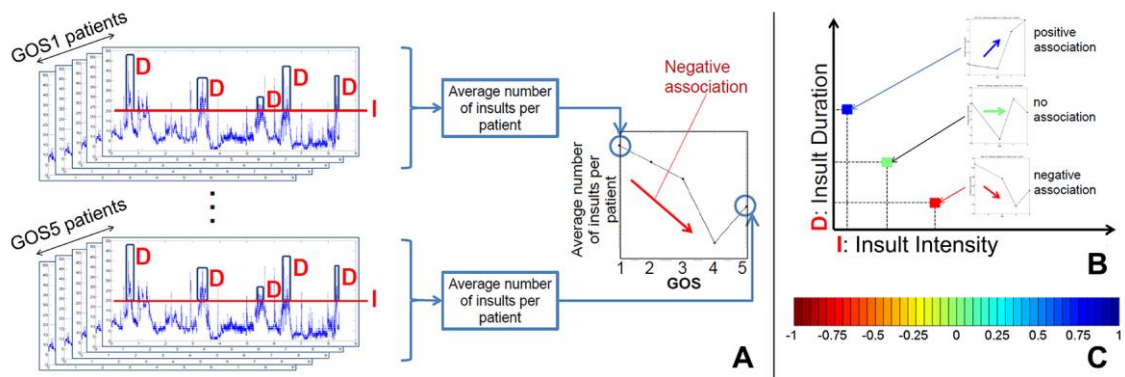 GOS1 patients
D
D
D
D
D
I
Average number
of insults per
patient
GOS5 patients
D
D
D
D
D
I
Average number
of insults per
patient
Negative
association
Average number
of insults per
patient
1 2 3 4 5
GOS
A
D: Insult Duration
I: Insult Intensity
positive
association
no
association
negative
association
B
-1 -0.75 -0.5 -0.25 0 0.25 0.5 0.75 1
C